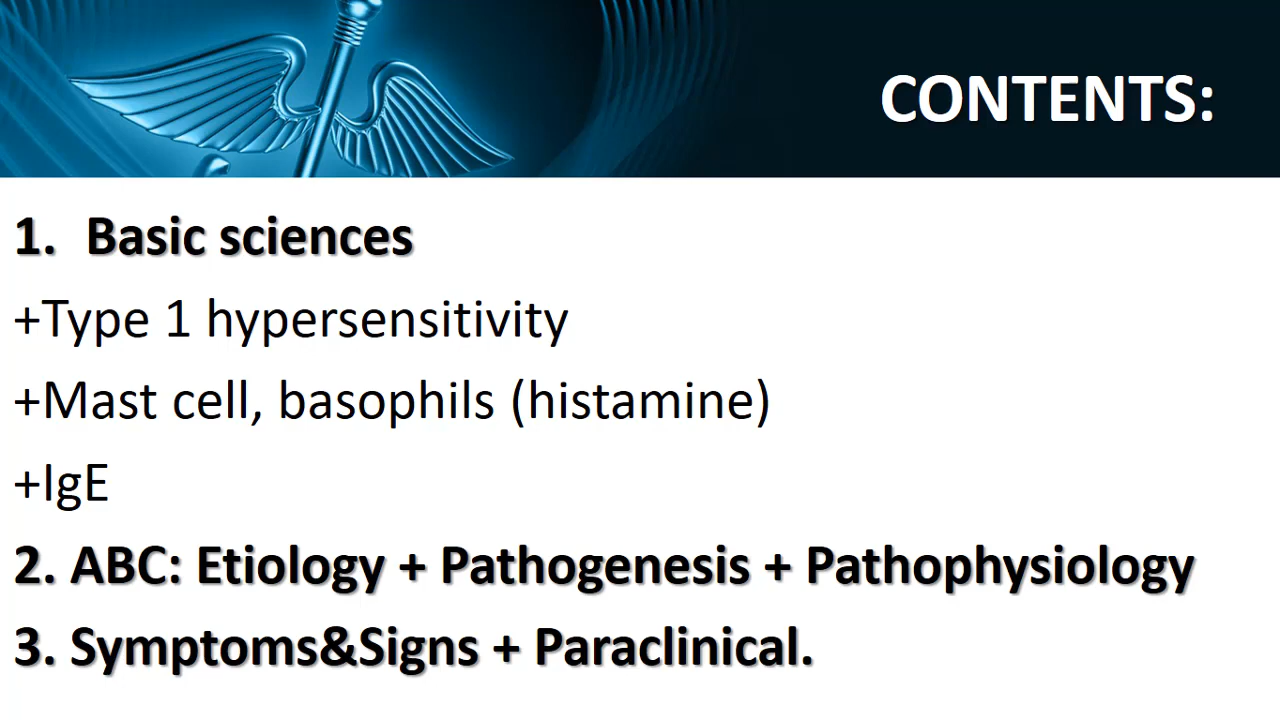 CONTENTS:
1. Basic sciences
+Type 1 hypersensitivity
+Mast cell, basophils (histamine)
+IgE
2. ABC: Etiology + Pathogenesis + Pathophysiology
3. Symptoms&Signs + Paraclinical.